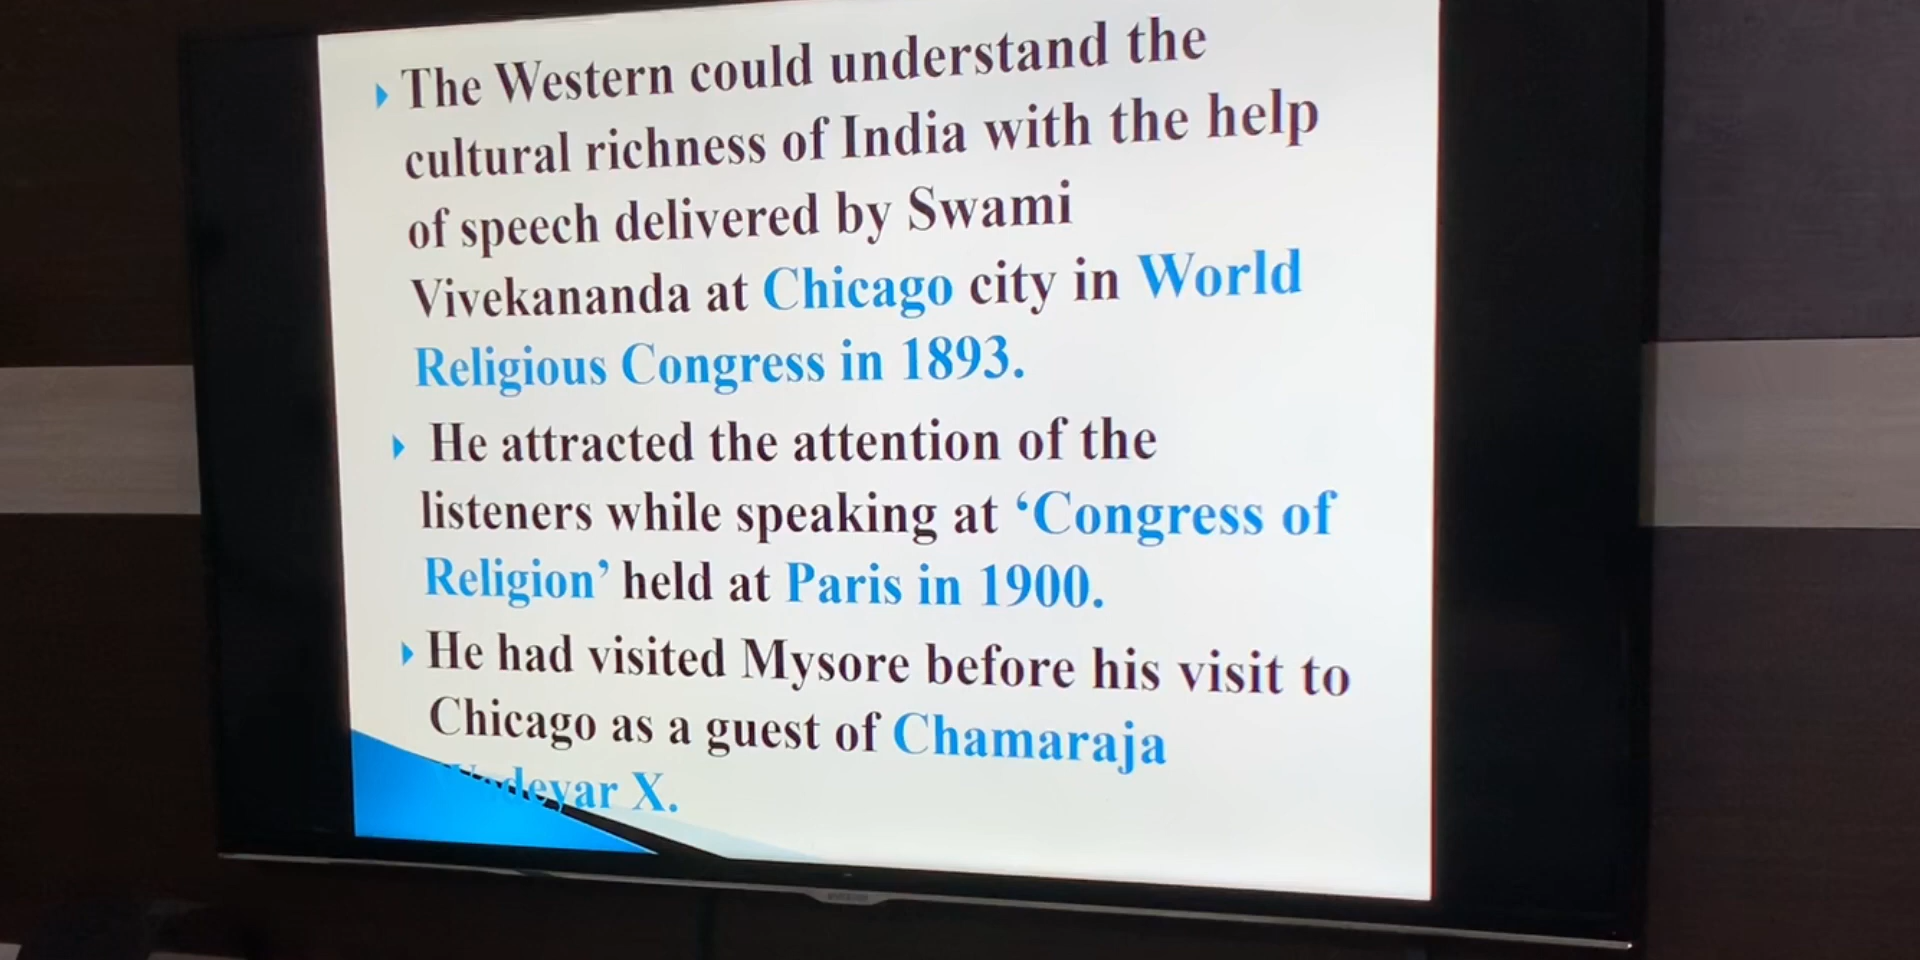 The Western could understand the
cultural richness of India with the help
of speech delivered by Swami
Vivekananda at Chicago city in World
Religious Congress in 1893.
He attracted the attention of the
listeners while speaking at ‘Congress of
Religion’ held at Paris in 1900.
He had visited Mysore before his visit to
Chicago as a guest of Chamaraja
X.